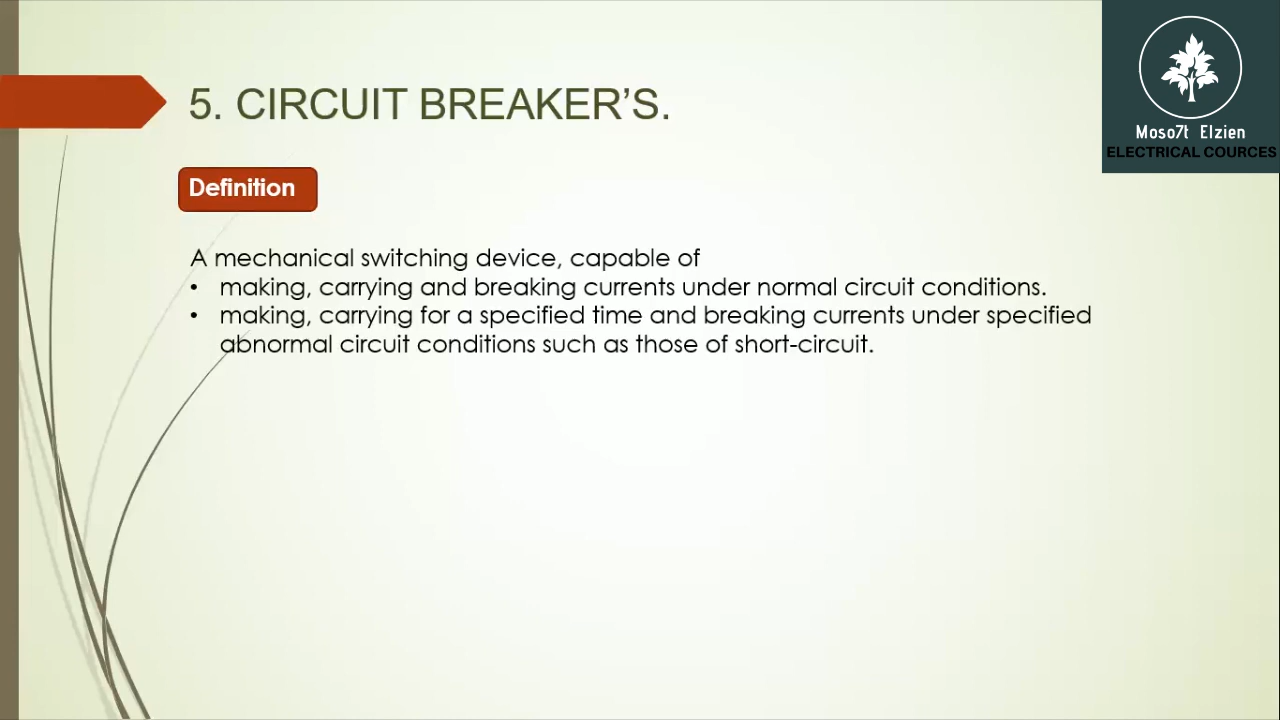 5. CIRCUIT BREAKER’S.
Moso7t Elzien
ELECTRICAL COURCES
Definition
A mechanical switching device, capable of
• making, carrying and breaking currents under normal circuit conditions.
• making, carrying for a specified time and breaking currents under specified
abnormal circuit conditions such as those of short-circuit.